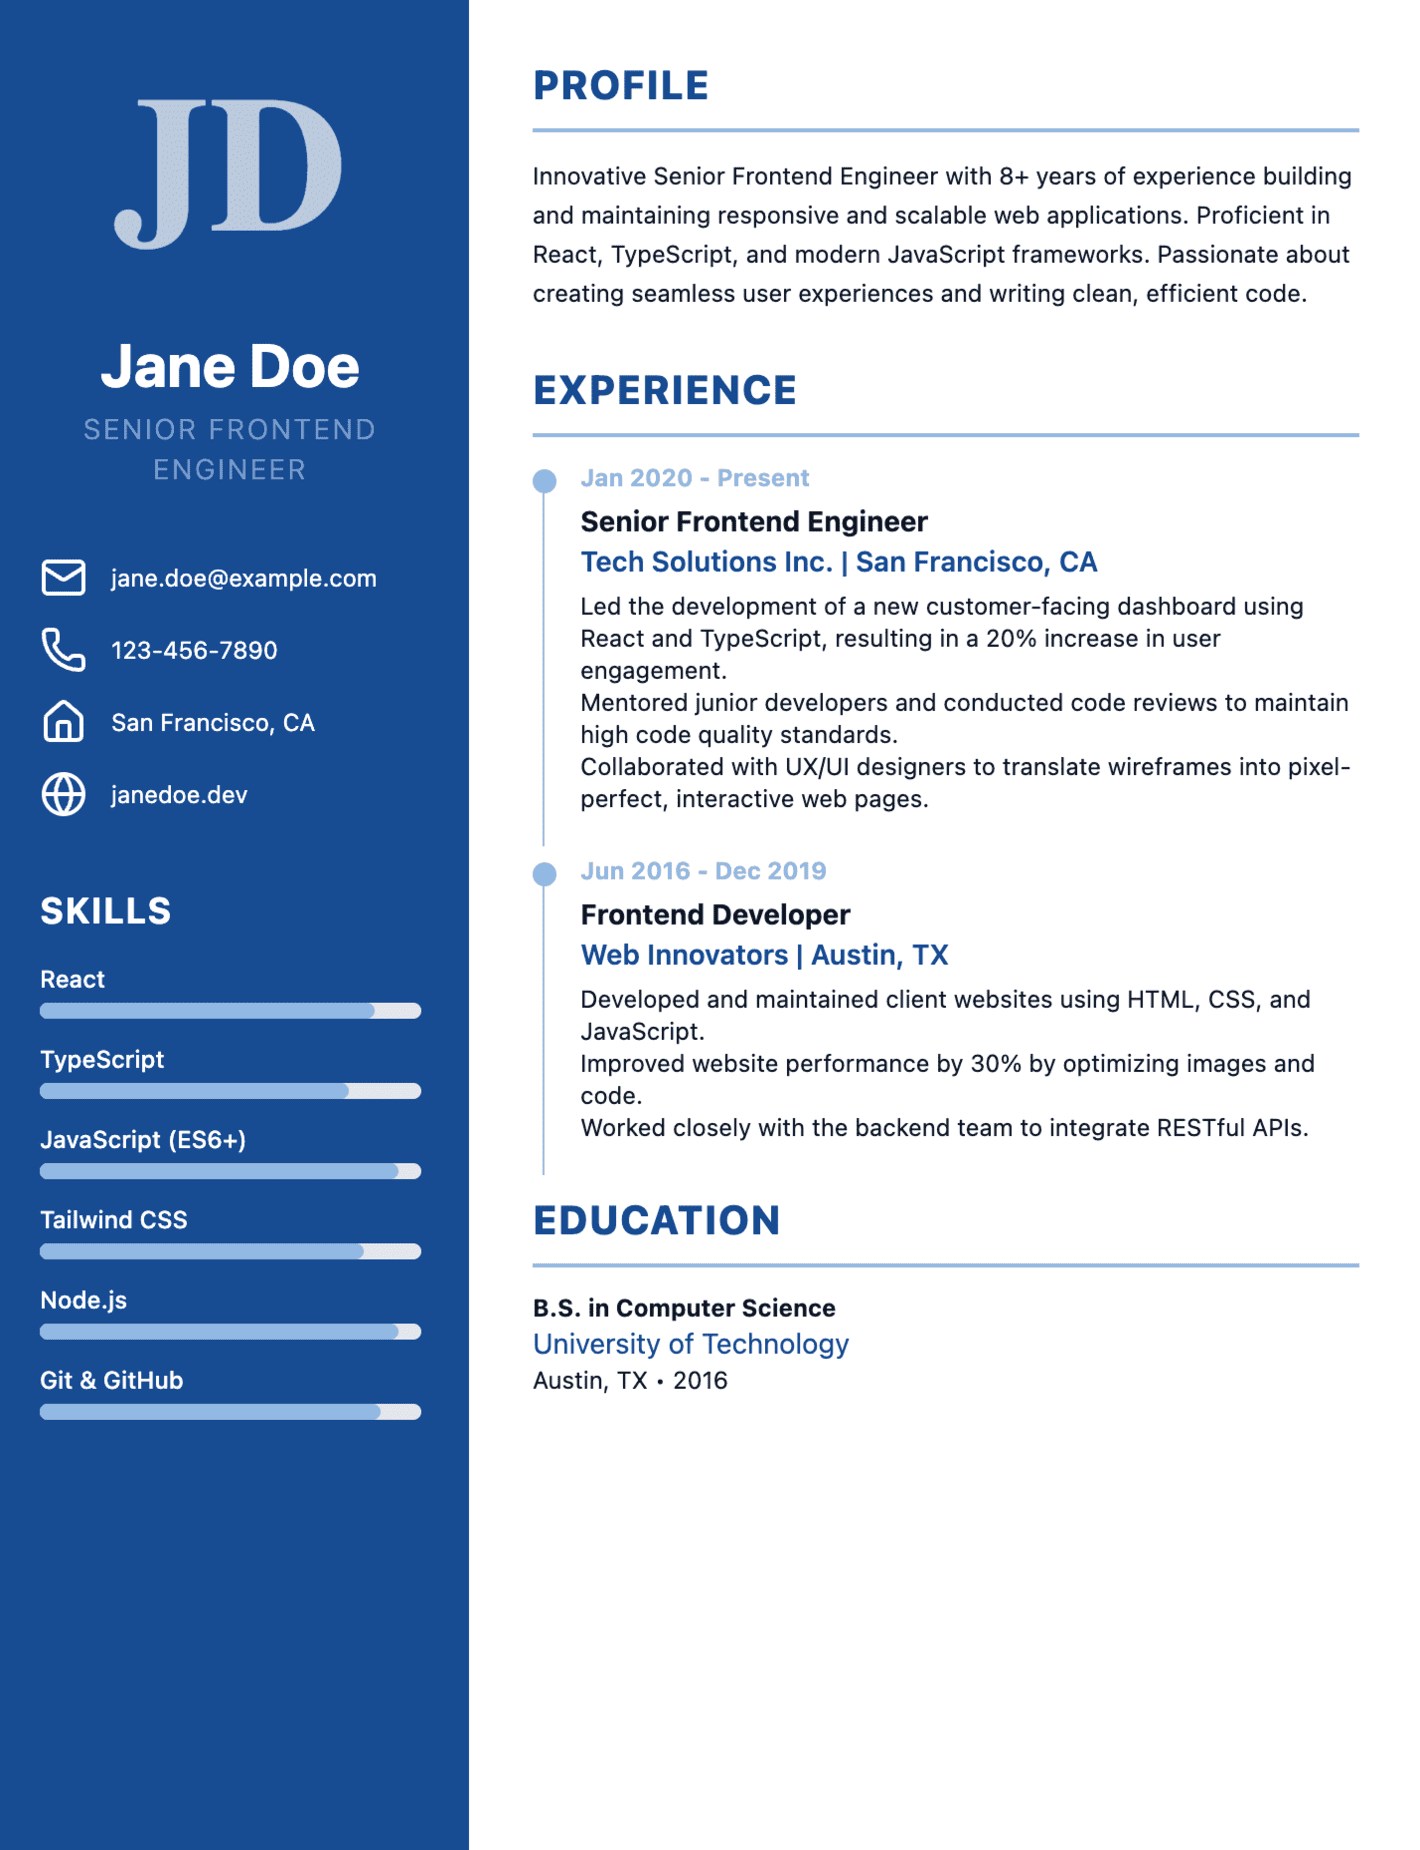 JD
Jane Doe
SENIOR FRONTEND
ENGINEER
jane.doe@example.com
123-456-7890
San Francisco, CA
janedoe.dev
SKILLS
React
TypeScript
JavaScript (ES6+)
Tailwind CSS
Node.js
Git & GitHub
PROFILE
Innovative Senior Frontend Engineer with 8+ years of experience building
and maintaining responsive and scalable web applications. Proficient in
React, TypeScript, and modern JavaScript frameworks. Passionate about
creating seamless user experiences and writing clean, efficient code.
EXPERIENCE
Jan 2020 - Present
Senior Frontend Engineer
Tech Solutions Inc. | San Francisco, CA
Led the development of a new customer-facing dashboard using
React and TypeScript, resulting in a 20% increase in user
engagement.
Mentored junior developers and conducted code reviews to maintain
high code quality standards.
Collaborated with UX/UI designers to translate wireframes into pixel-
perfect, interactive web pages.
Jun 2016 - Dec 2019
Frontend Developer
Web Innovators | Austin, TX
Developed and maintained client websites using HTML, CSS, and
JavaScript.
Improved website performance by 30% by optimizing images and
code.
Worked closely with the backend team to integrate RESTful APIs.
EDUCATION
B.S. in Computer Science
University of Technology
Austin, TX • 2016